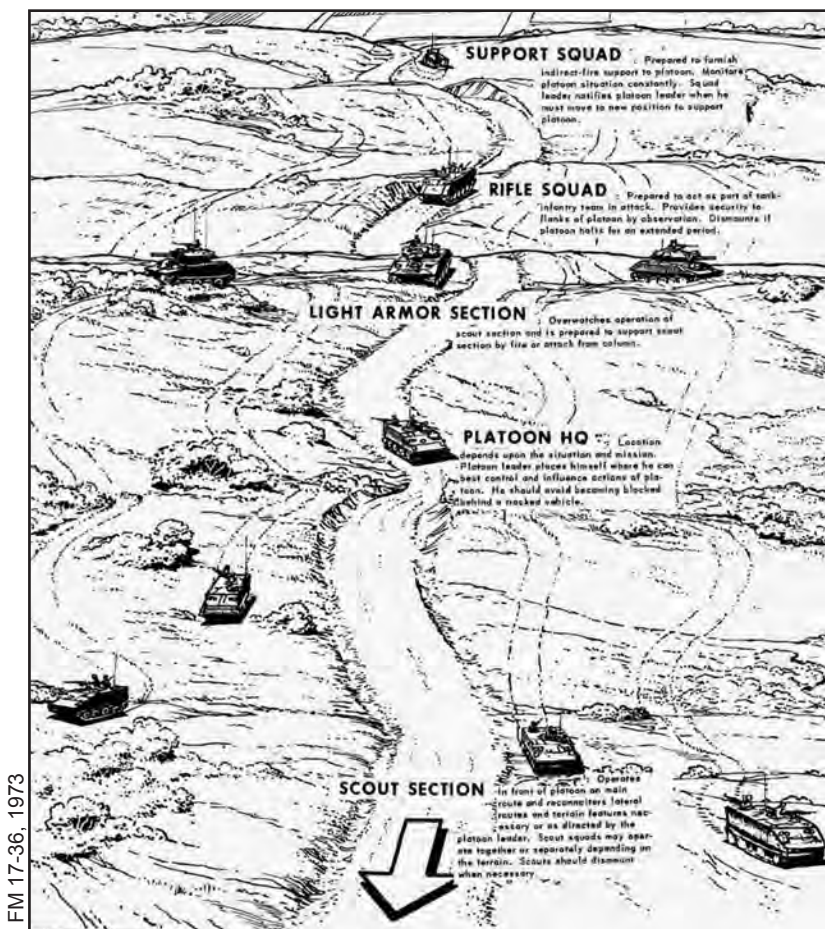 SUPPORT SQUAD : Prepared to furnish
indirect-fire support to platoon. Monitors
platoon situation constantly. Squad
leader notifies platoon leader when he
must move to new position to support
platoon.
RIFLE SQUAD : Prepared to act as part of tank-
infantry team in attack. Provides security to
flanks of platoon by observation. Dismounts if
platoon halts for an extended period.
LIGHT ARMOR SECTION : Overwatches operation of
scout section and is prepared to support scout
section by fire or attack from column.
PLATOON HQ : Location
depends upon the situation and mission.
Platoon leader places himself where he can
best control and influence actions of pla-
toon. He should avoid becoming blocked
behind a
vehicle.
SCOUT SECTION : Operates
in front of platoon on main
route and reconnoiters lateral
routes and terrain features nec-
essary or as directed by the
platoon leader. Scout squads may oper-
ate together or separately depending on
the terrain. Scouts should dismount
when necessary.
FM 17-36, 1973